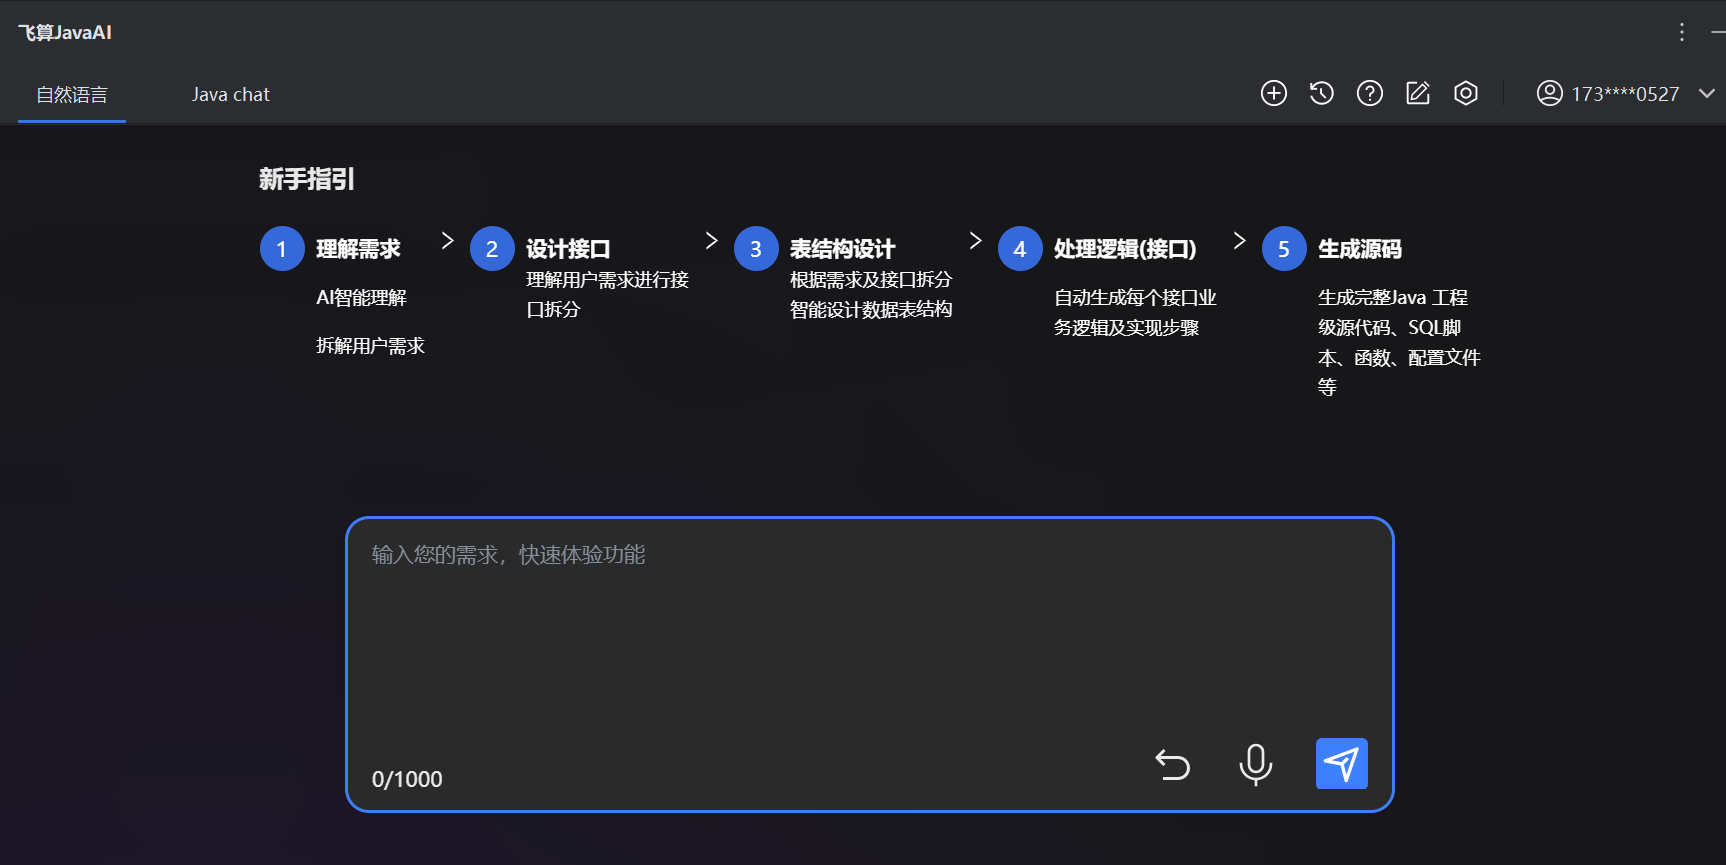 飞算JavaAI
自然语言
Java chat
173****0527
新手指引
1
理解需求
AI智能理解
拆解用户需求
2
设计接口
理解用户需求进行接
口拆分
3
表结构设计
根据需求及接口拆分
智能设计数据表结构
4
处理逻辑(接口)
自动生成每个接口业
务逻辑及实现步骤
5
生成源码
生成完整Java 工程
级源代码、SQL脚
本、函数、配置文件
等
输入您的需求，快速体验功能
0/1000